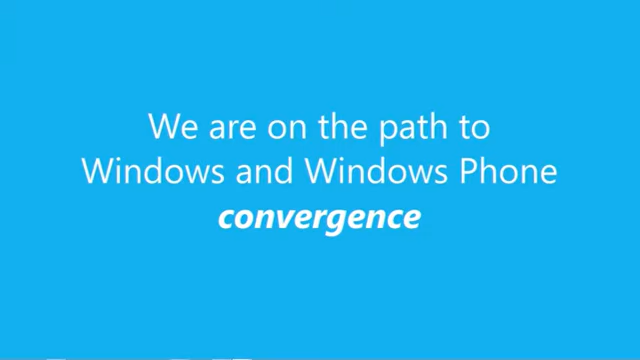 We are on the path to
Windows and Windows Phone
convergence